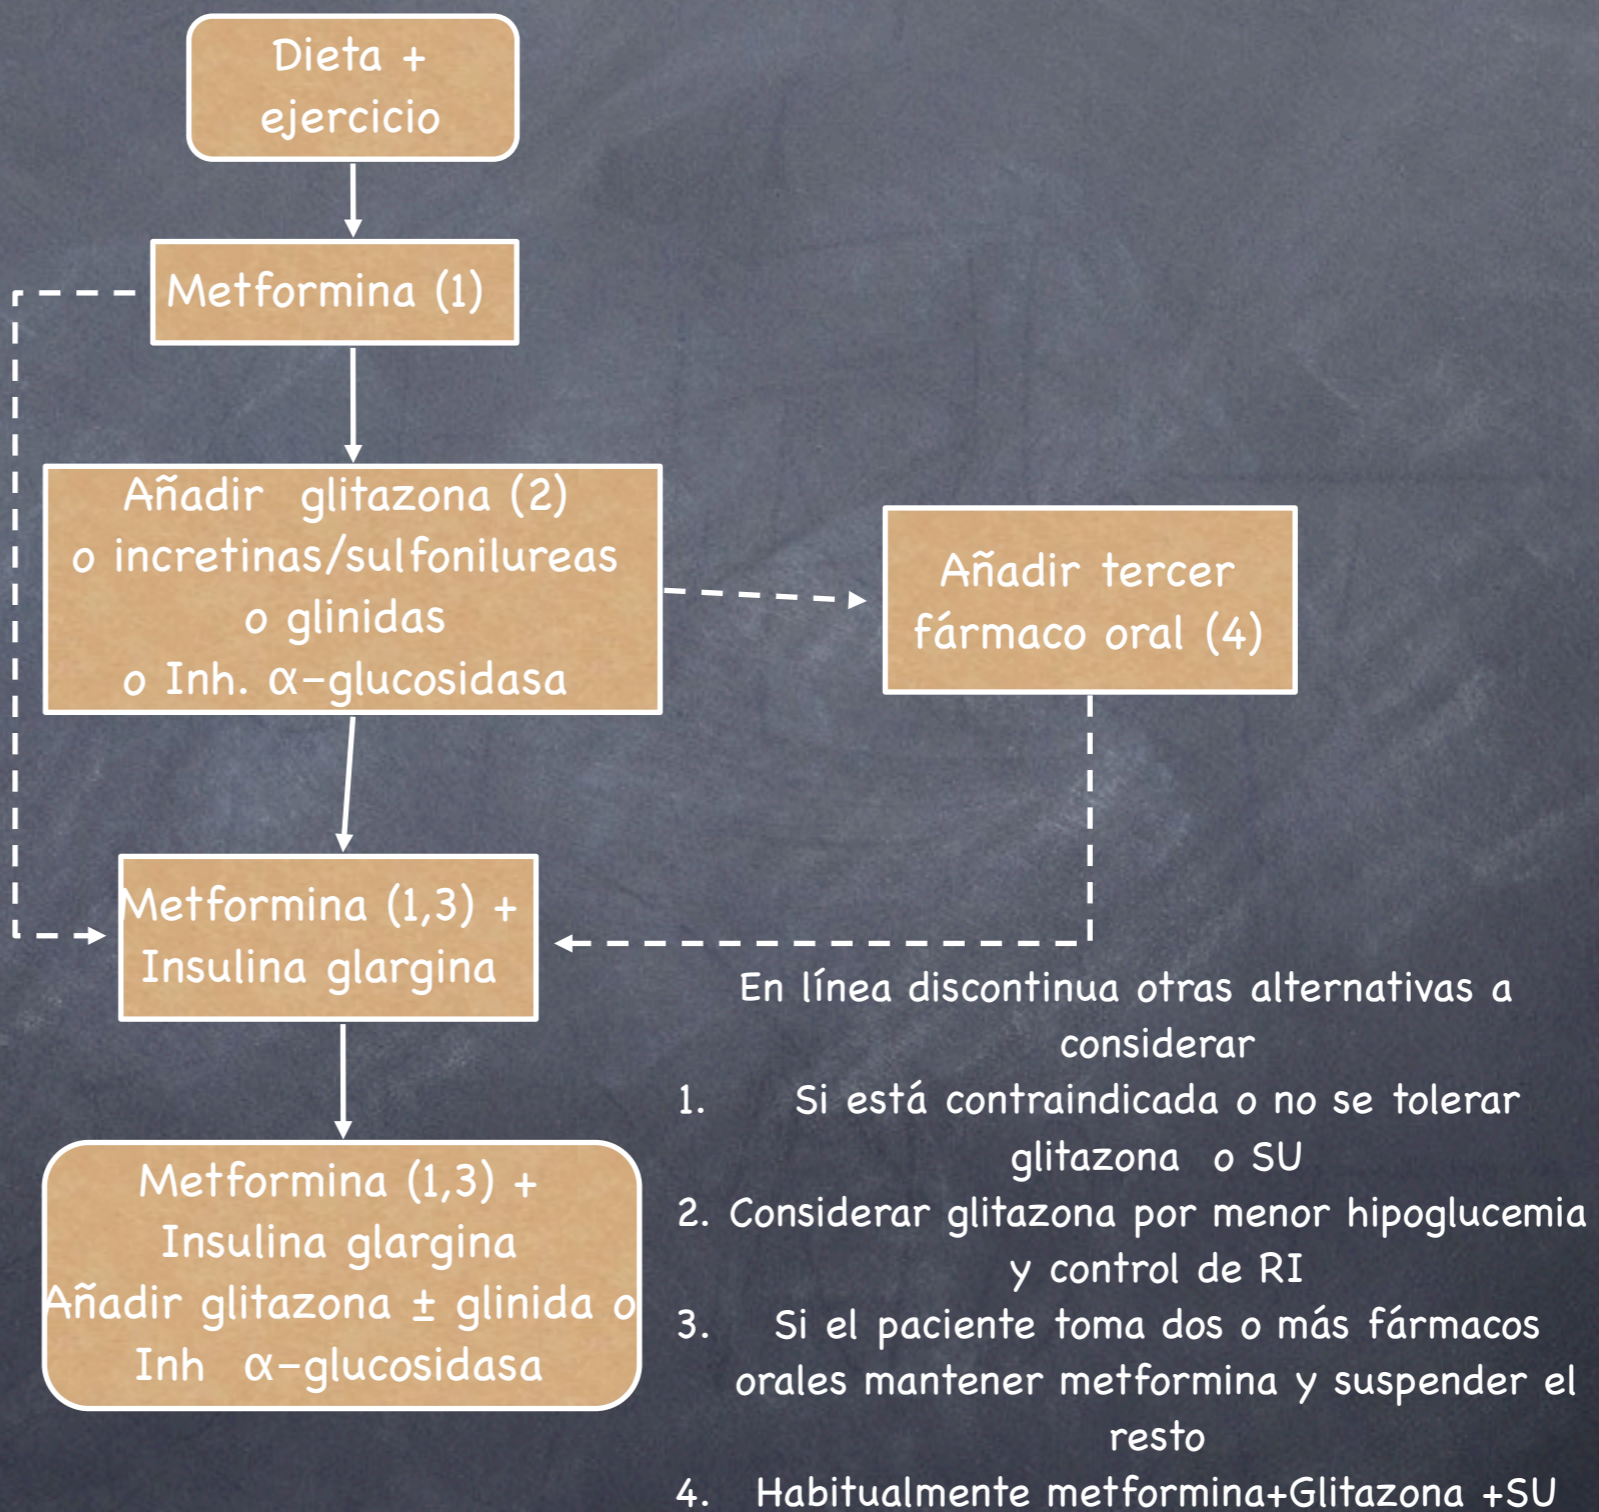 Dieta +
ejercicio
Metformina (1)
Añadir glitazona (2)
o incretinas/sulfonilureas
o glinidas
o Inh. α-glucosidasa
Añadir tercer
fármaco oral (4)
Metformina (1,3) +
Insulina glargina
Metformina (1,3) +
Insulina glargina
Añadir glitazona ± glinida o
Inh α-glucosidasa
En línea discontinua otras alternativas a
considerar
1. Si está contraindicada o no se tolerar
glitazona o SU
2. Considerar glitazona por menor hipoglucemia
y control de RI
3. Si el paciente toma dos o más fármacos
orales mantener metformina y suspender el
resto
4. Habitualmente metformina+Glitazona +SU